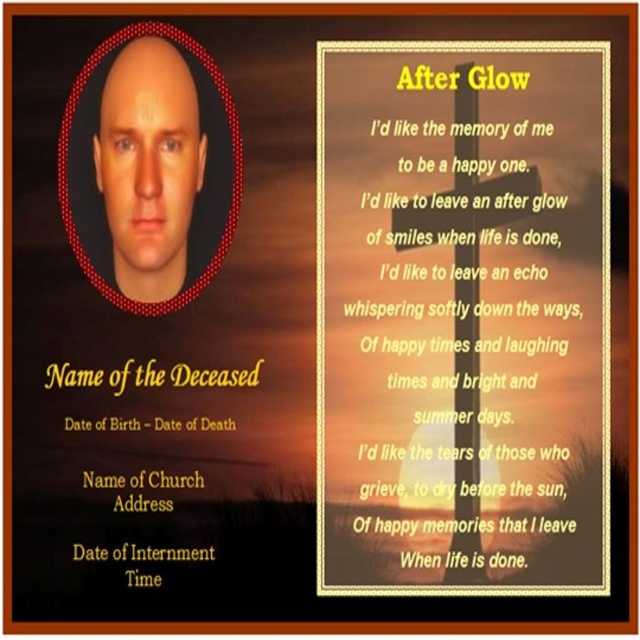 Name of the Deceased
Date of Birth – Date of Death
Name of Church
Address
Date of Internment
Time
After Glow
I'd like the memory of me
to be a happy one.
I'd like to leave an after glow
of smiles when life is done,
I'd like to leave an echo
whispering softly down the ways,
Of happy times and laughing
times and bright and
summer days.
I'd like the tears of those who
grieve, to dry before the sun,
Of happy memories that I leave
When life is done.